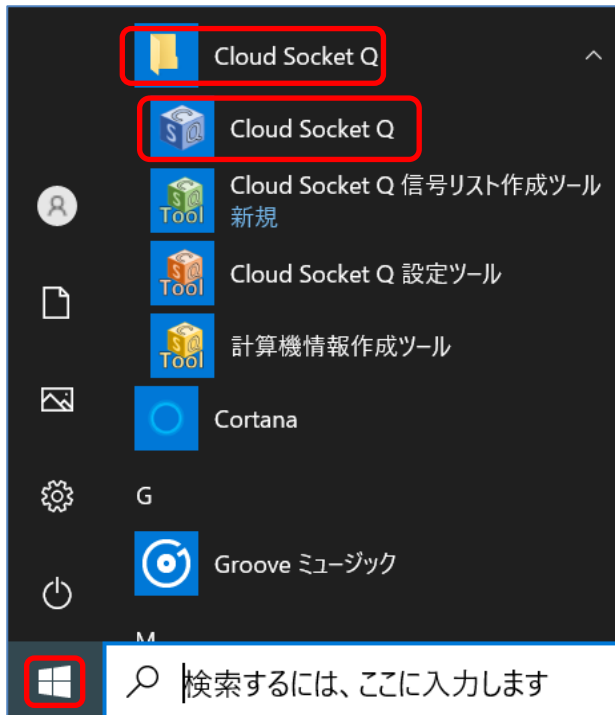 Cloud Socket Q
Cloud Socket Q
Cloud Socket Q 信号リスト作成ツール
新規
Cloud Socket Q 設定ツール
計算機情報作成ツール
Cortana
G
Groove ミュージック
M
検索するには、ここに入力します